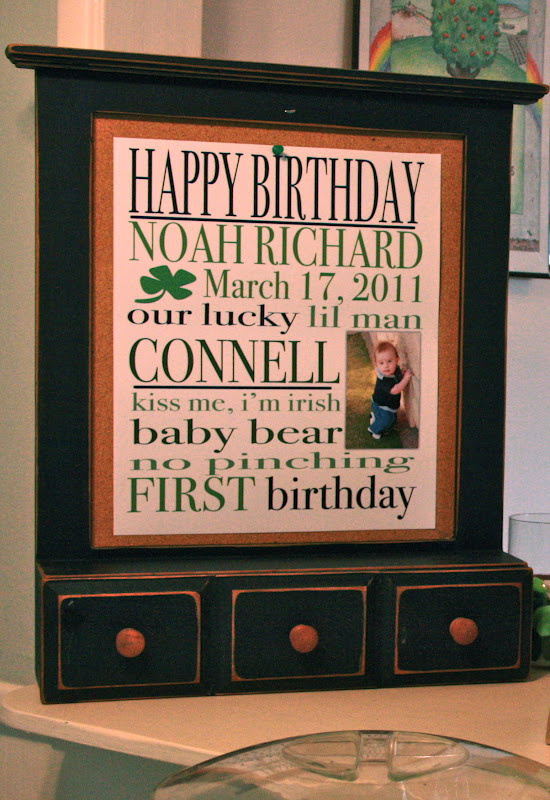 HAPPY BIRTHDAY
NOAH RICHARD
March 17, 2011
our lucky lil man
CONNELL
kiss me, i'm irish
baby bear
no pinching
FIRST birthday